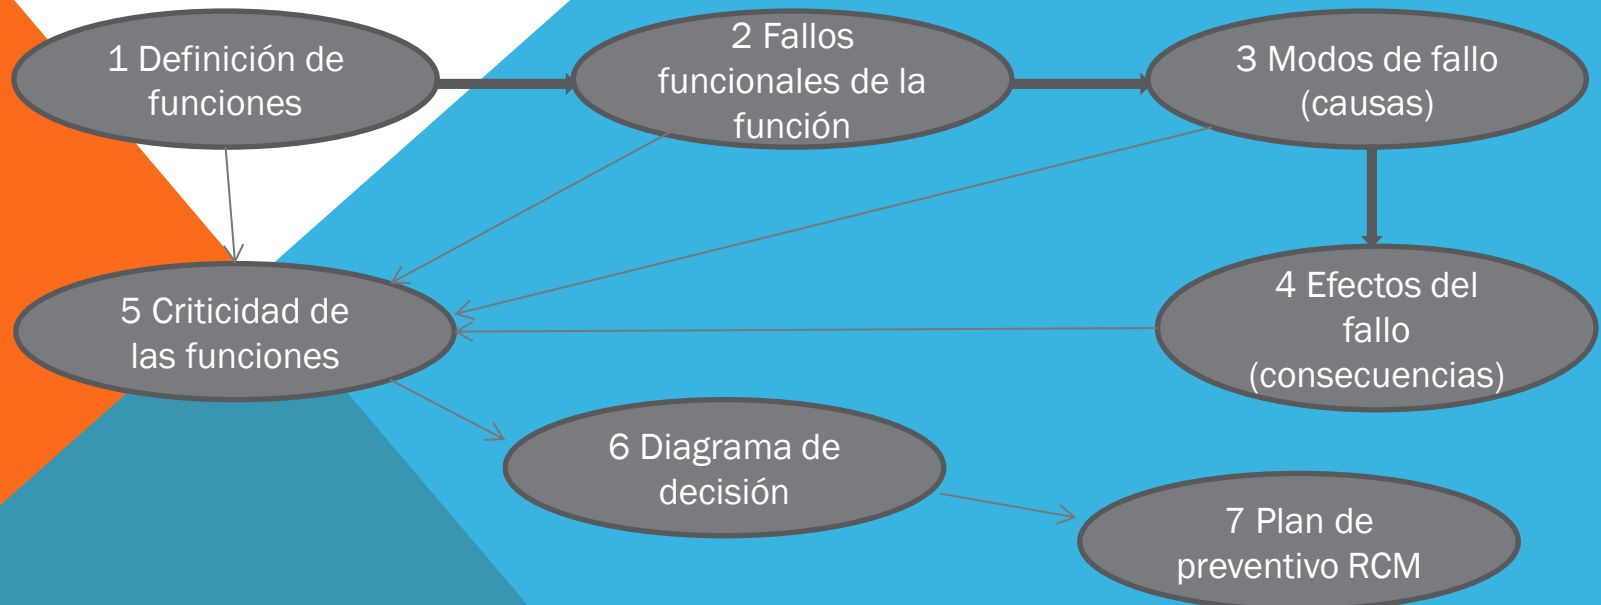 1 Definición de
funciones
2 Fallos
funcionales de la
función
3 Modos de fallo
(causas)
4 Efectos del
fallo
(consecuencias)
5 Criticidad de
las funciones
6 Diagrama de
decisión
7 Plan de
preventivo RCM